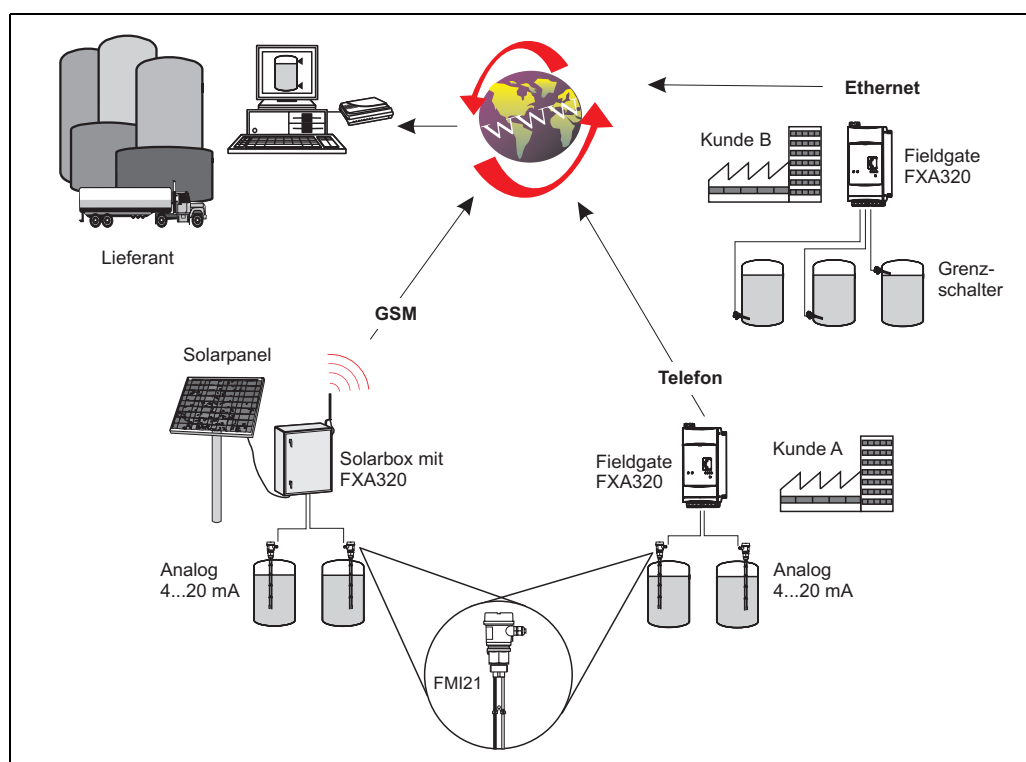 Ethernet
Kunde B
Fieldgate
FXA320
WWW
Lieferant
Grenz-
schalter
GSM
Solarpanel
Telefon
Solarbox mit
FXA320
Fieldgate
FXA320
Kunde A
Analog
4...20 mA
Analog
4...20 mA
FMI21